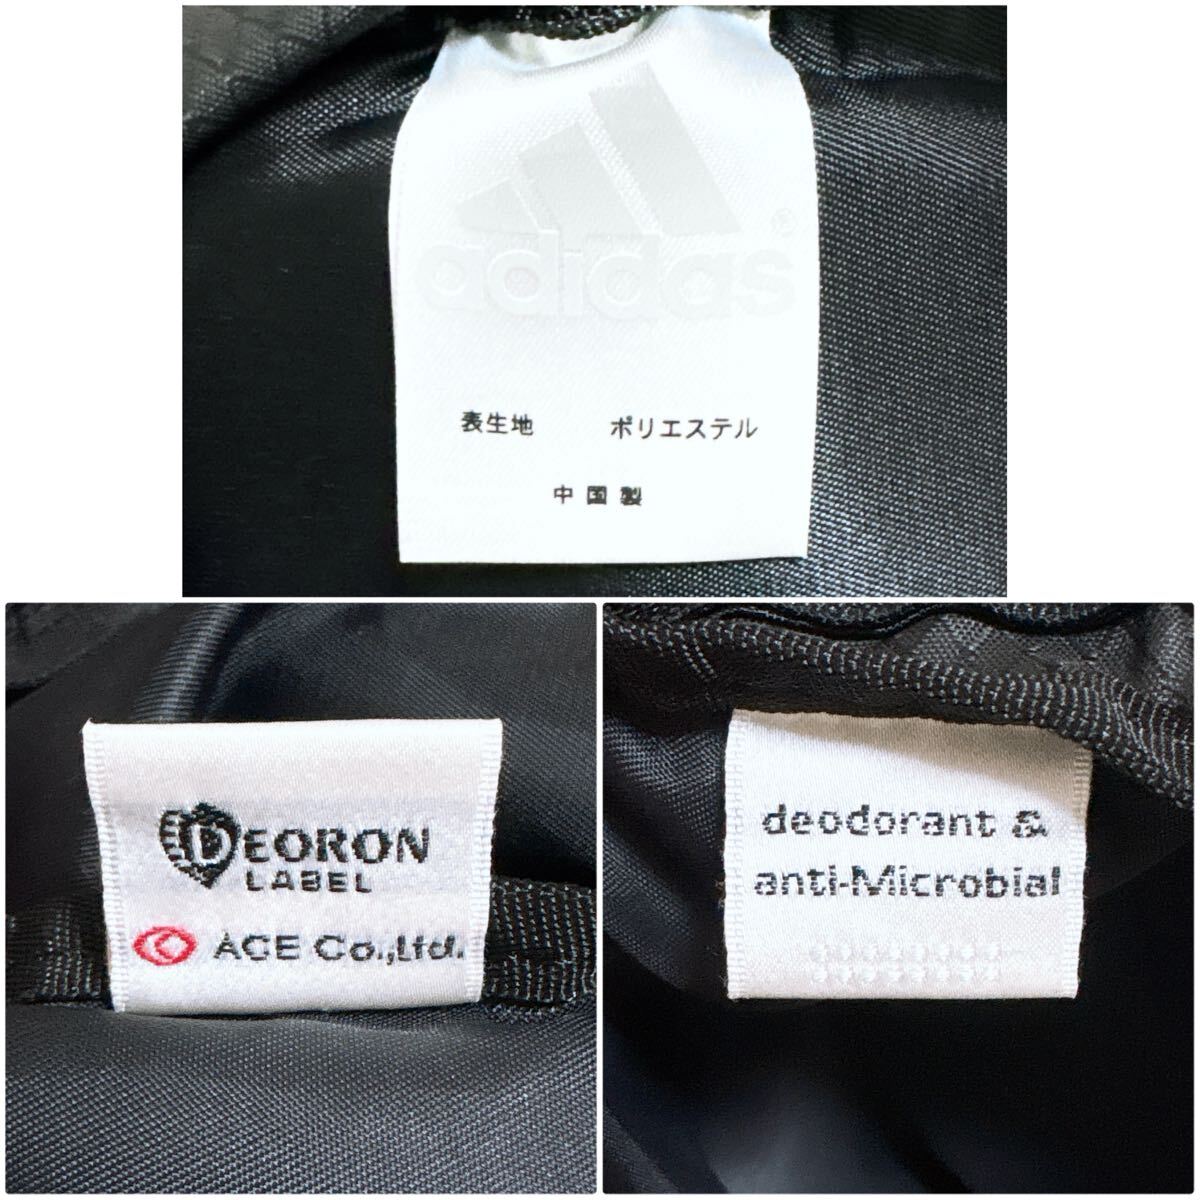 adidas®
表生地 ポリエステル
中国製
DEORON
LABEL
ACE Co.,Ltd.
deodorant &
anti-Microbial